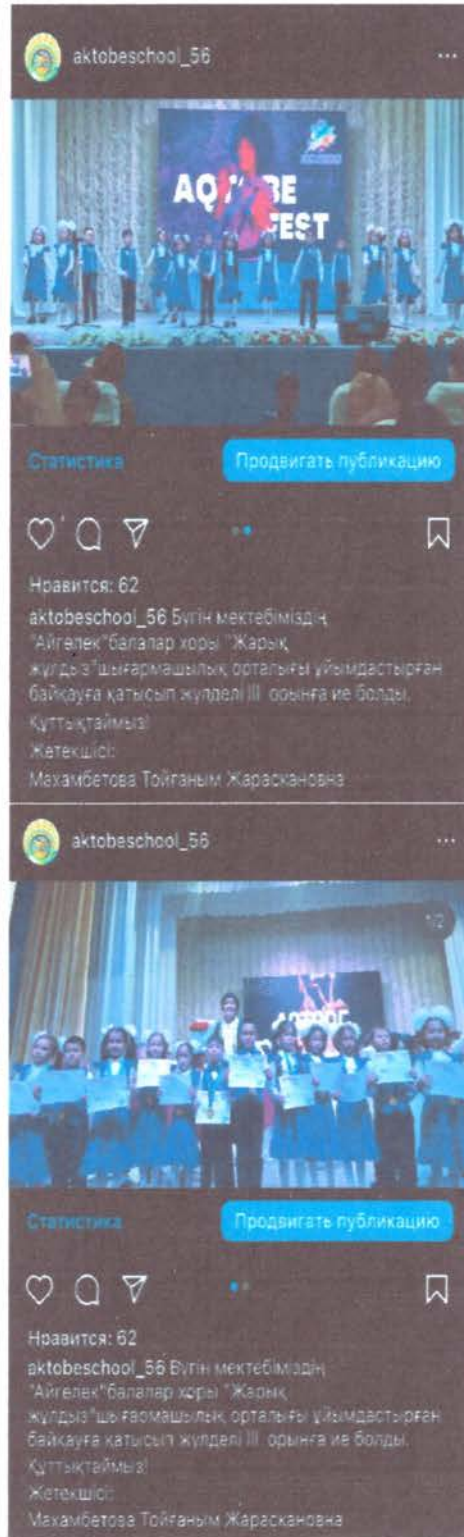 aktobeschool_56
AQTOBE
FEST
Статистика
Продвигать публикацию
Нравится: 62
aktobeschool_56 Бүгін мектебіміздің
"Айгөлек"балалар хоры "Жарық
жұлдыз"шығармашылық орталығы ұйымдастырған
байқауға қатысып жүлделі III орынға ие болды.
Құттықтаймыз!
Жетекшісі:
Махамбетова Тойғаным Жарасқановна
aktobeschool_56
1/2
AQTOBE
Статистика
Продвигать публикацию
Нравится: 62
aktobeschool_56 Бүгін мектебіміздің
"Айгөлек"балалар хоры "Жарық
жұлдыз"шығармашылық орталығы ұйымдастырған
байқауға қатысып жүлделі III орынға ие болды.
Құттықтаймыз!
Жетекшісі:
Махамбетова Тойғаным Жарасқановна